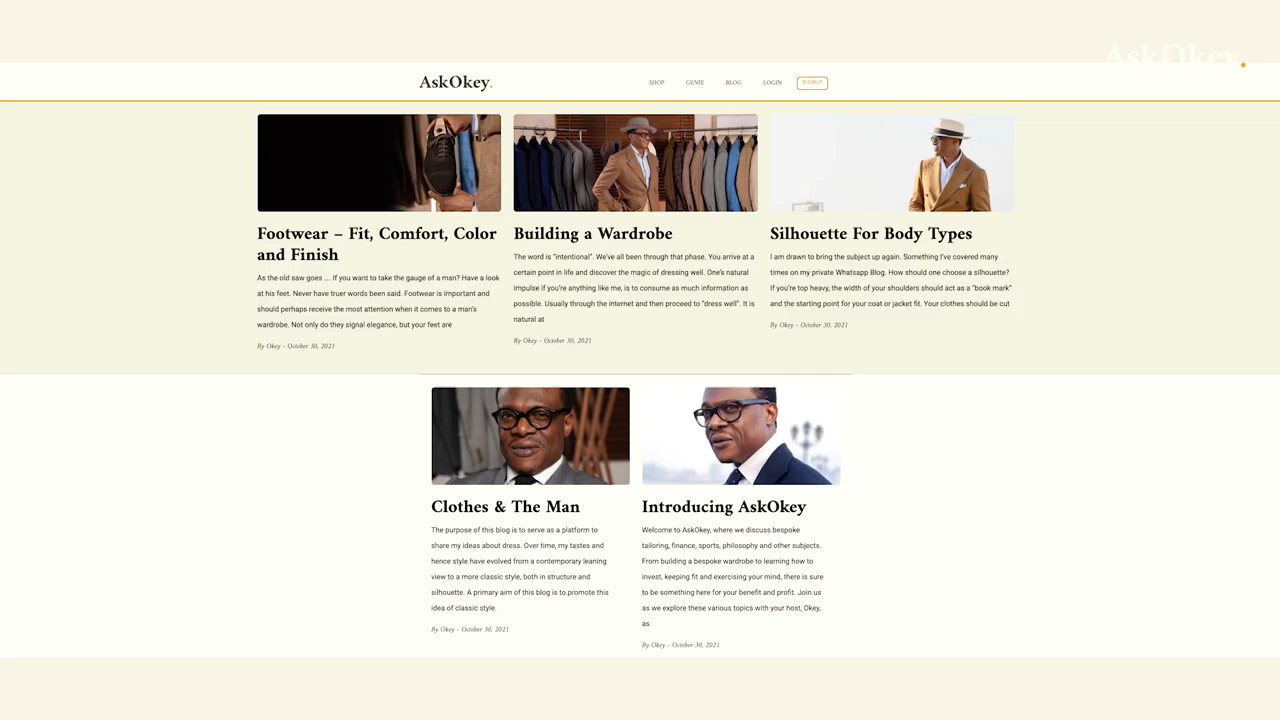 AskOkey.
AskOkey.
SHOP GENIE BLOG LOGIN SIGNUP
Footwear – Fit, Comfort, Color
and Finish
As the old saw goes …. If you want to take the gauge of a man? Have a look
at his feet. Never have truer words been said. Footwear is important and
should perhaps receive the most attention when it comes to a man's
wardrobe. Not only do they signal elegance, but your feet are
By Okey - October 30, 2021
Building a Wardrobe
The word is "intentional". We've all been through that phase. You arrive at a
certain point in life and discover the magic of dressing well. One's natural
impulse if you're anything like me, is to consume as much information as
possible. Usually through the internet and then proceed to "dress well". It is
natural at
By Okey - October 30, 2021
Silhouette For Body Types
I am drawn to bring the subject up again. Something I've covered many
times on my private Whatsapp Blog. How should one choose a silhouette?
If you're top heavy, the width of your shoulders should act as a "book mark"
and the starting point for your coat or jacket fit. Your clothes should be cut
By Okey - October 30, 2021
Clothes & The Man
The purpose of this blog is to serve as a platform to
share my ideas about dress. Over time, my tastes and
hence style have evolved from a contemporary leaning
view to a more classic style, both in structure and
silhouette. A primary aim of this blog is to promote this
idea of classic style.
By Okey - October 30, 2021
Introducing AskOkey
Welcome to AskOkey, where we discuss bespoke
tailoring, finance, sports, philosophy and other subjects.
From building a bespoke wardrobe to learning how to
invest, keeping fit and exercising your mind, there is sure
to be something here for your benefit and profit. Join us
as we explore these various topics with your host, Okey,
as
By Okey - October 30, 2021